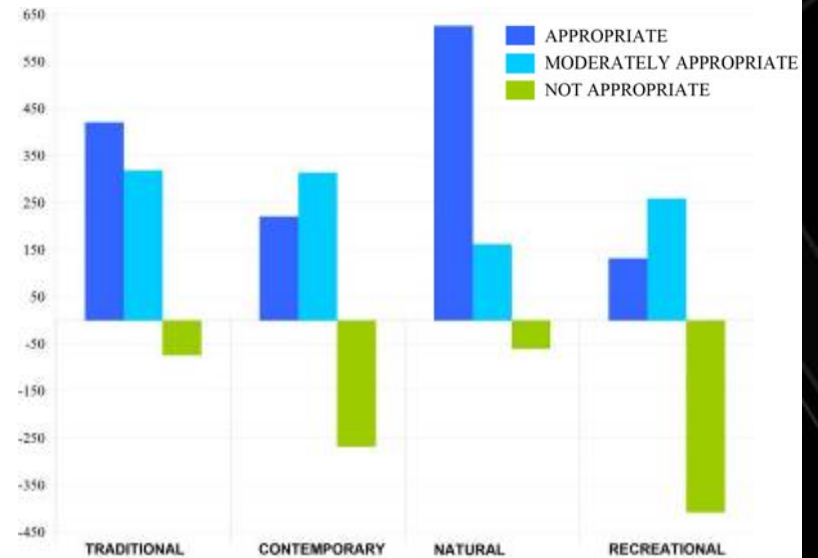 650
550
450
350
250
150
50
-50
-150
-250
-350
-450
APPROPRIATE
MODERATELY APPROPRIATE
NOT APPROPRIATE
TRADITIONAL
CONTEMPORARY
NATURAL
RECREATIONAL